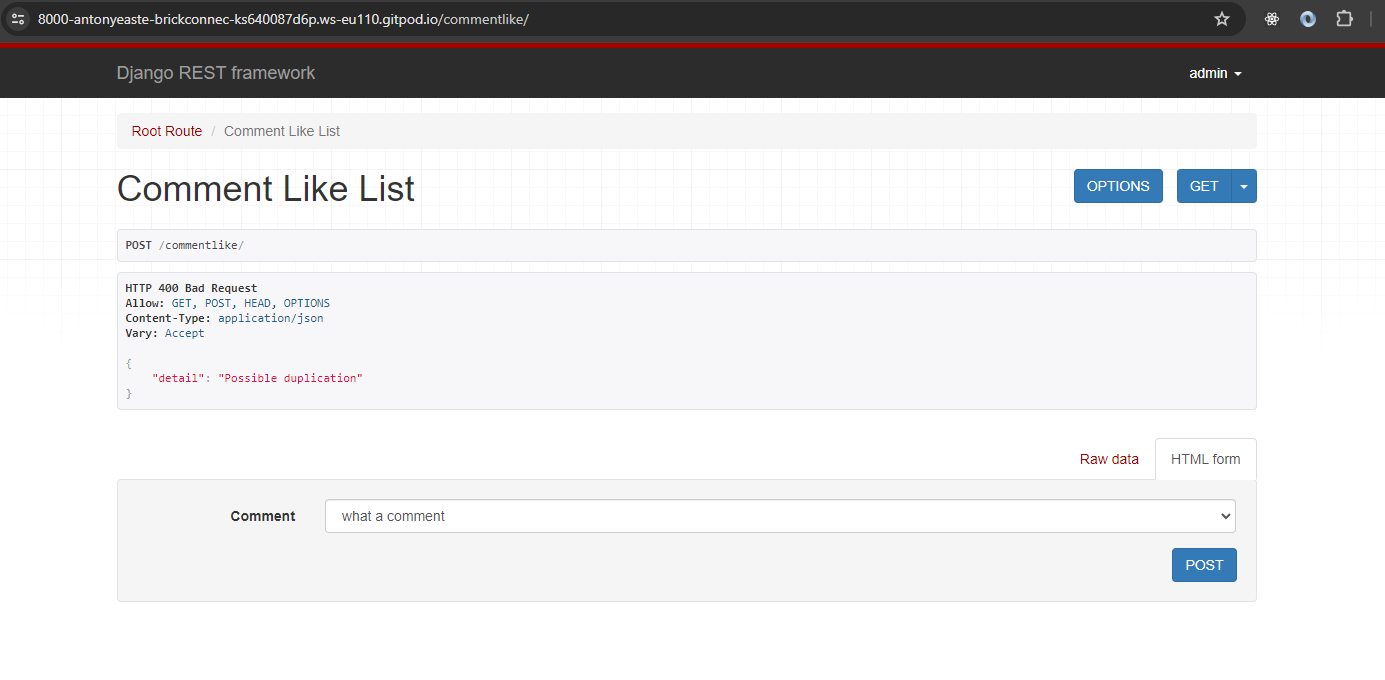 8000-antonyeaste-brickconnec-ks640087d6p.ws-eu110.gitpod.io/commentlike/
Django REST framework
admin
Root Route / Comment Like List
Comment Like List
OPTIONS
GET
POST /commentlike/
HTTP 400 Bad Request
Allow: GET, POST, HEAD, OPTIONS
Content-Type: application/json
Vary: Accept
{
    "detail": "Possible duplication"
}
Raw data
HTML form
Comment
what a comment
POST